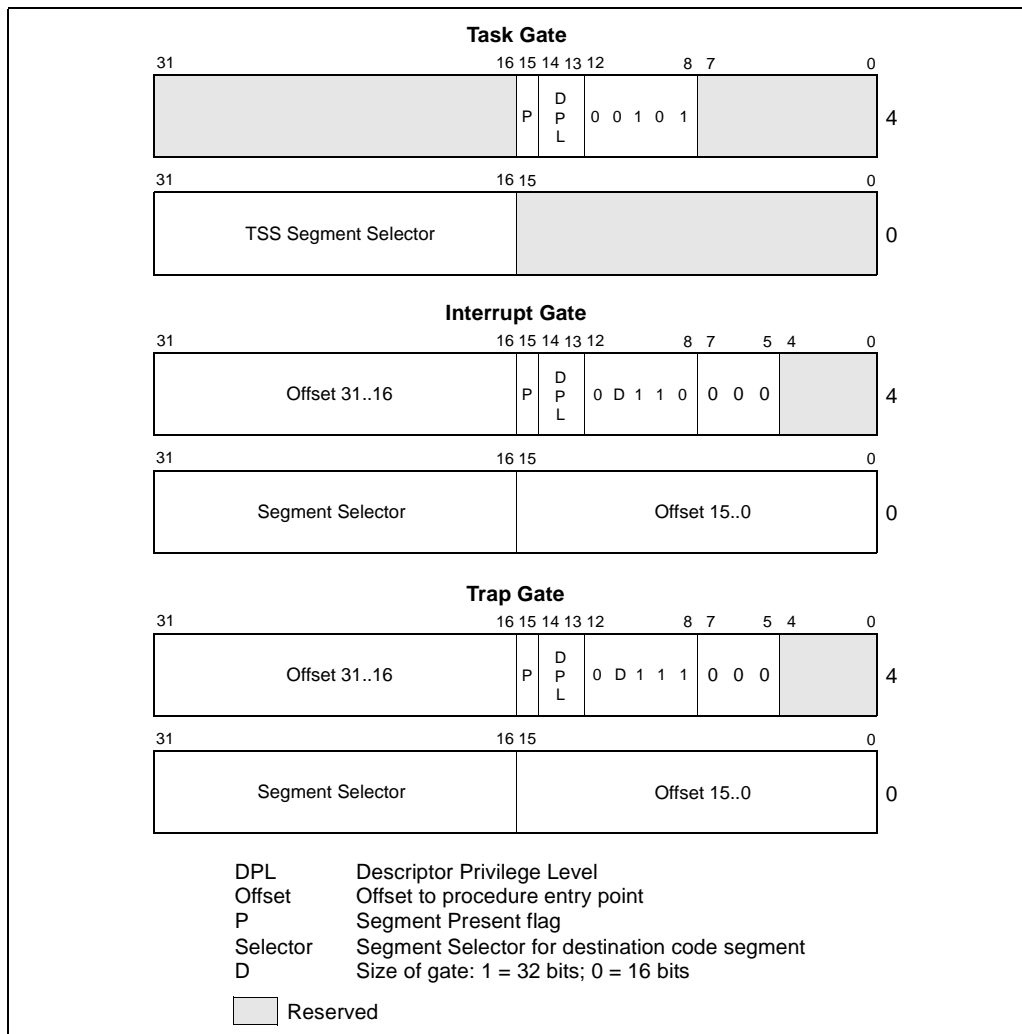 Task Gate
31 16 15 14 13 12 8 7 0
P DPL 0 0 1 0 1 4
31 16 15 0
TSS Segment Selector 0
Interrupt Gate
31 16 15 14 13 12 8 7 5 4 0
Offset 31..16 P DPL 0 D 1 1 0 0 0 0 4
31 16 15 0
Segment Selector Offset 15..0 0
Trap Gate
31 16 15 14 13 12 8 7 5 4 0
Offset 31..16 P DPL 0 D 1 1 1 0 0 0 4
31 16 15 0
Segment Selector Offset 15..0 0
DPL Descriptor Privilege Level
Offset Offset to procedure entry point
P Segment Present flag
Selector Segment Selector for destination code segment
D Size of gate: 1 = 32 bits; 0 = 16 bits
Reserved